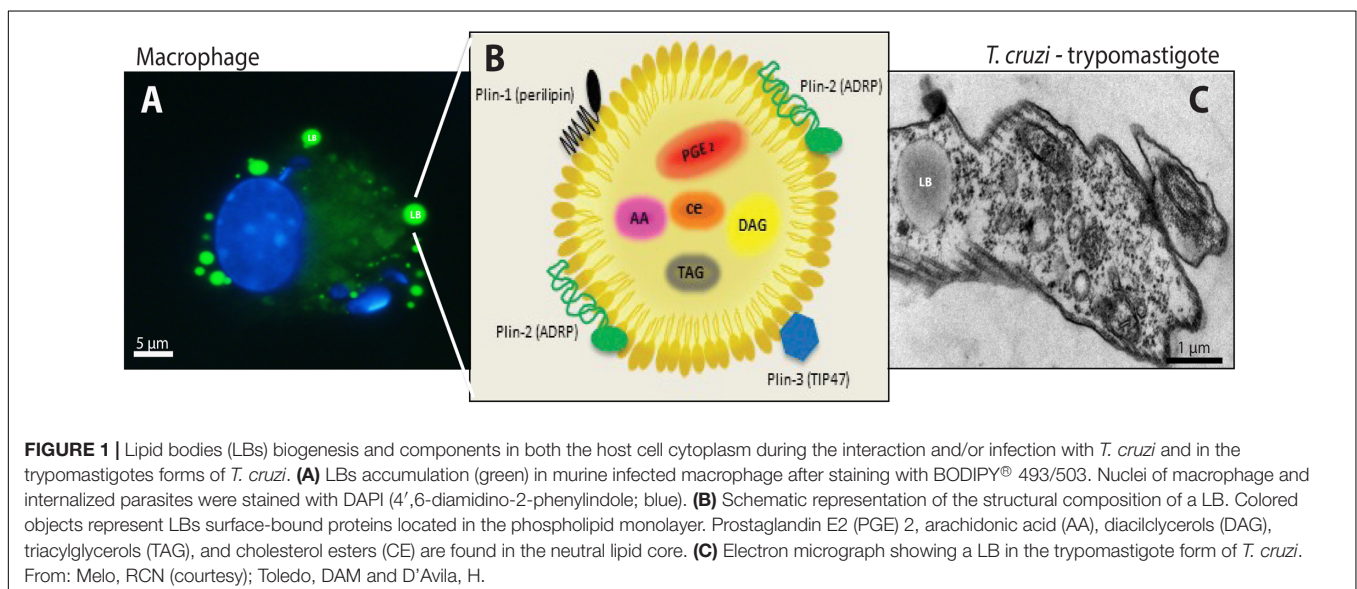 Macrophage
T. cruzi - trypomastigote
A
B
C
LB
LB
5 µm
Plin-1 (perilipin)
Plin-2 (ADRP)
PGE 2
AA
ce
DAG
TAG
Plin-2 (ADRP)
Plin-3 (TIP47)
LB
1 µm
FIGURE 1 | Lipid bodies (LBs) biogenesis and components in both the host cell cytoplasm during the interaction and/or infection with T. cruzi and in the
trypomastigotes forms of T. cruzi. (A) LBs accumulation (green) in murine infected macrophage after staining with BODIPY® 493/503. Nuclei of macrophage and
internalized parasites were stained with DAPI (4′,6-diamidino-2-phenylindole; blue). (B) Schematic representation of the structural composition of a LB. Colored
objects represent LBs surface-bound proteins located in the phospholipid monolayer. Prostaglandin E2 (PGE) 2, arachidonic acid (AA), diacilclycerols (DAG),
triacylglycerols (TAG), and cholesterol esters (CE) are found in the neutral lipid core. (C) Electron micrograph showing a LB in the trypomastigote form of T. cruzi.
From: Melo, RCN (courtesy); Toledo, DAM and D’Avila, H.